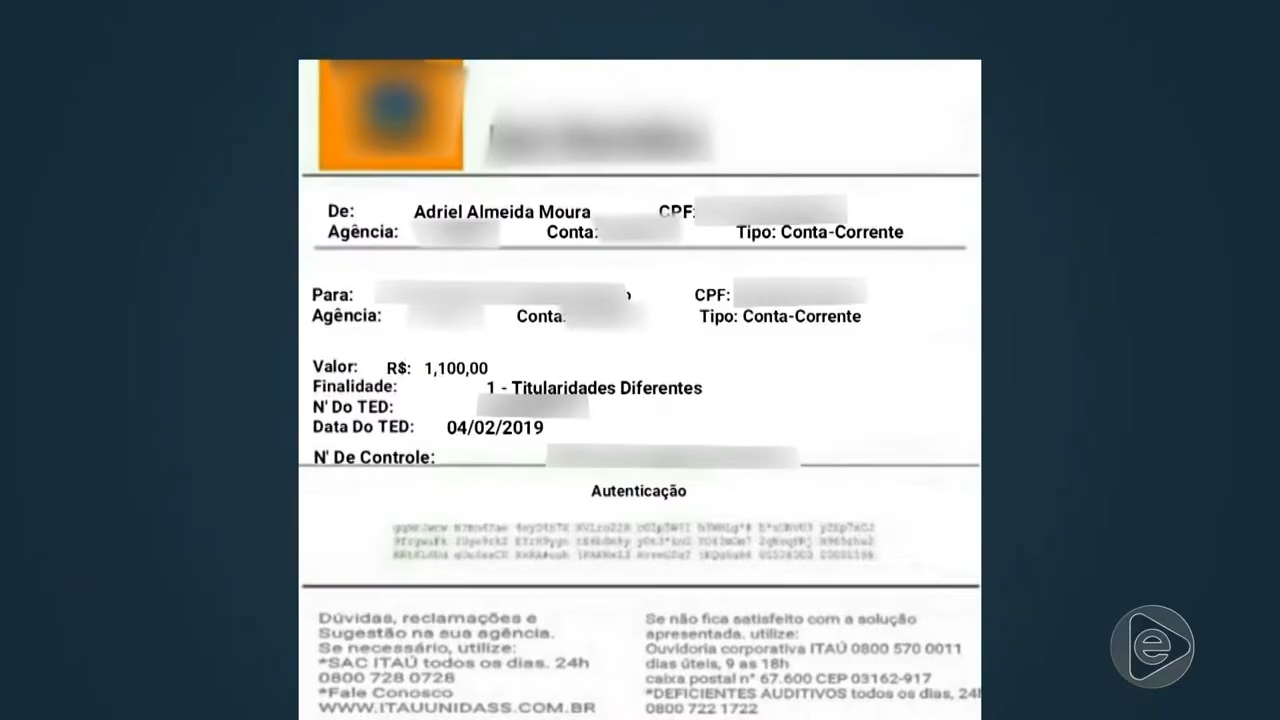 De: Adriel Almeida Moura CPF:
Agência: Conta: Tipo: Conta-Corrente
Para: CPF:
Agência: Conta Tipo: Conta-Corrente
Valor: R$: 1,100,00
Finalidade: 1 - Titularidades Diferentes
N' Do TED:
Data Do TED: 04/02/2019
N' De Controle:
Autenticação
Dúvidas, reclamações e
Sugestão na sua agência.
Se necessário, utilize:
*SAC ITAÚ todos os dias. 24h
0800 728 0728
*Fale Conosco
WWW.ITAUUNIDASS.COM.BR
Se não fica satisfeito com a solução
apresentada, utilize:
Ouvidoria corporativa ITAÚ 0800 570 0011
dias úteis, 9 as 18h
caixa postal n° 67.600 CEP 03162-917
*DEFICIENTES AUDITIVOS todos os dias, 24h
0800 722 1722
e